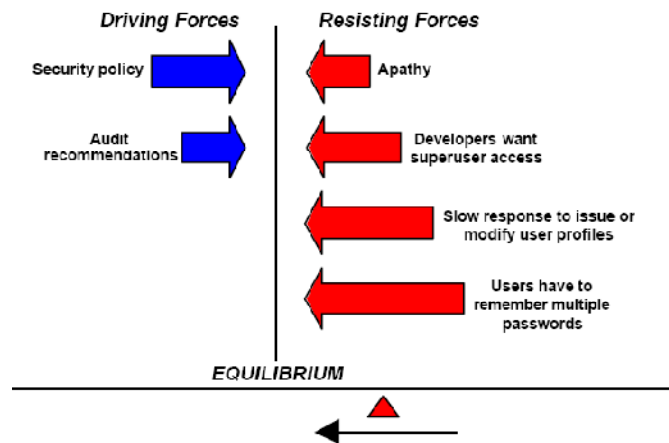 Driving Forces
Resisting Forces
Security policy
Apathy
Audit
recommendations
Developers want
superuser access
Slow response to issue or
modify user profiles
Users have to
remember multiple
passwords
EQUILIBRIUM